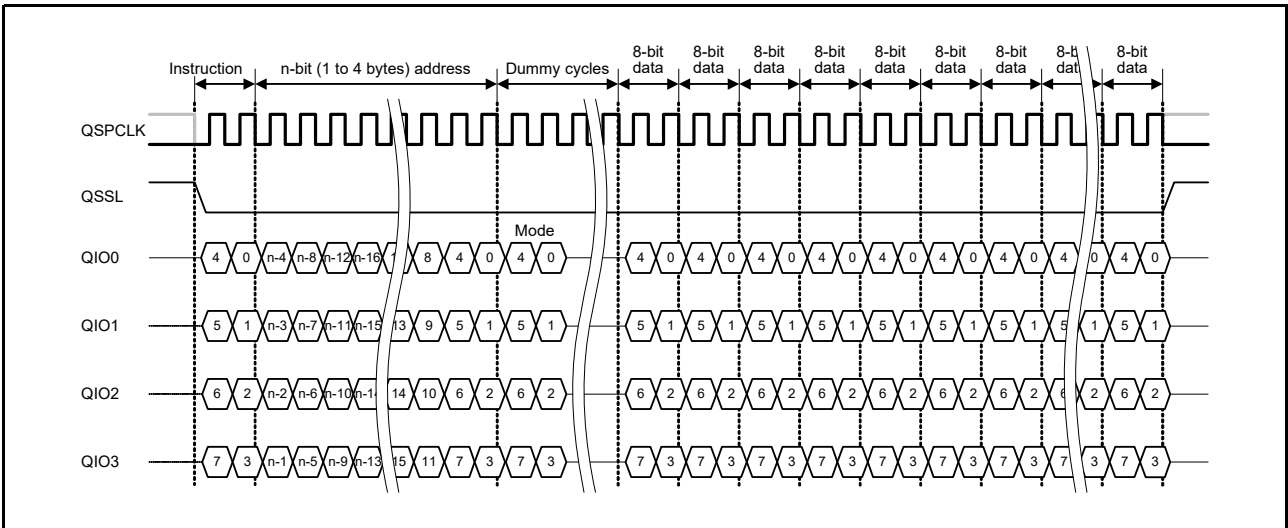 8-bit 8-bit 8-bit 8-bit 8-bit 8-bit 8-bit 8-bit
Instruction n-bit (1 to 4 bytes) address Dummy cycles data data data data data data data data
QSPCLK
QSSL
Mode
QIO0 4 0 n-4 n-8 n-12 n-16 8 4 0 4 0 4 0 4 0 4 0 4 0 4 0 4 0 4 0 4 0 4 0
QIO1 5 1 n-3 n-7 n-11 n-15 13 9 5 1 5 1 5 1 5 1 5 1 5 1 5 1 5 1 5 1 5 1 5 1
QIO2 6 2 n-2 n-6 n-10 14 10 6 2 6 2 6 2 6 2 6 2 6 2 6 2 6 2 6 2 2 6 2
QIO3 7 3 n-1 n-5 n-9 n-13 15 11 7 3 7 3 7 3 7 3 7 3 7 3 7 3 7 3 7 3 7 3 7 3